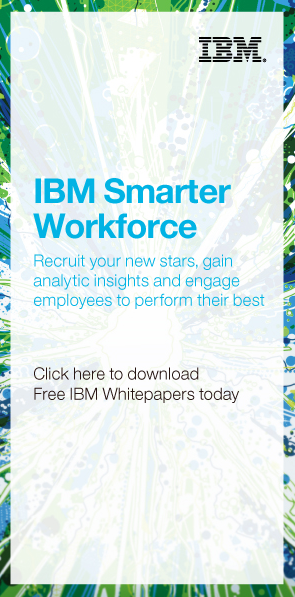 IBM®
IBM Smarter
Workforce
Recruit your new stars, gain
analytic insights and engage
employees to perform their best
Click here to download
Free IBM Whitepapers today